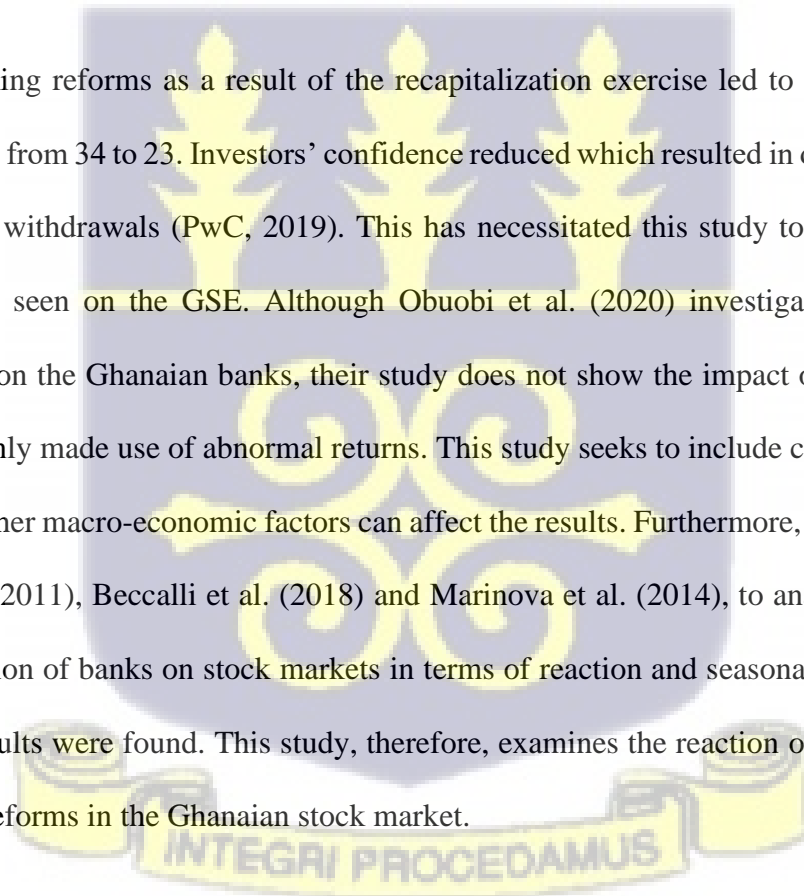 ing reforms as a result of the recapitalization exercise led to
from 34 to 23. Investors’ confidence reduced which resulted in
withdrawals (PwC, 2019). This has necessitated this study to
seen on the GSE. Although Obuobi et al. (2020) investiga
on the Ghanaian banks, their study does not show the impact
nly made use of abnormal returns. This study seeks to include c
her macro-economic factors can affect the results. Furthermore,
2011), Beccalli et al. (2018) and Marinova et al. (2014), to an
ion of banks on stock markets in terms of reaction and seasona
ults were found. This study, therefore, examines the reaction o
eforms in the Ghanaian stock market.
INTEGRI PROCEDAMUS